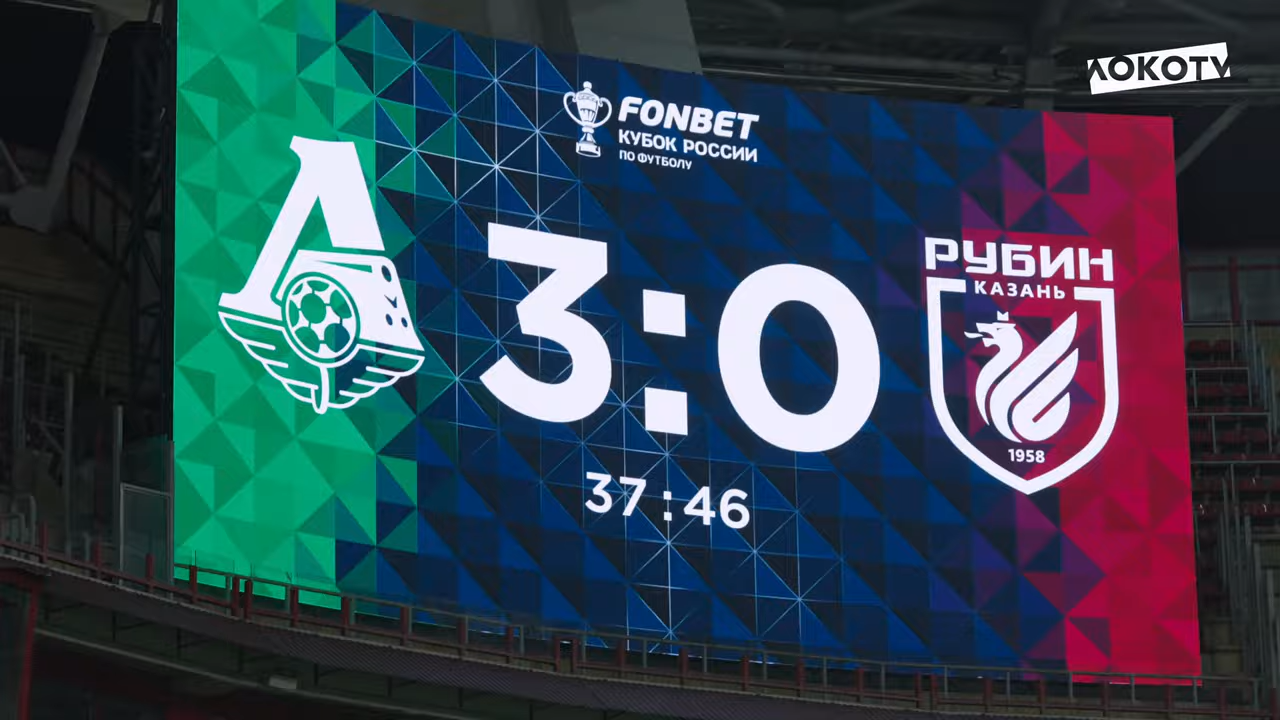 ЛОКОTV
FONBET
КУБОК РОССИИ
ПО ФУТБОЛУ
3:0
37:46
РУБИН
КАЗАНЬ
1958